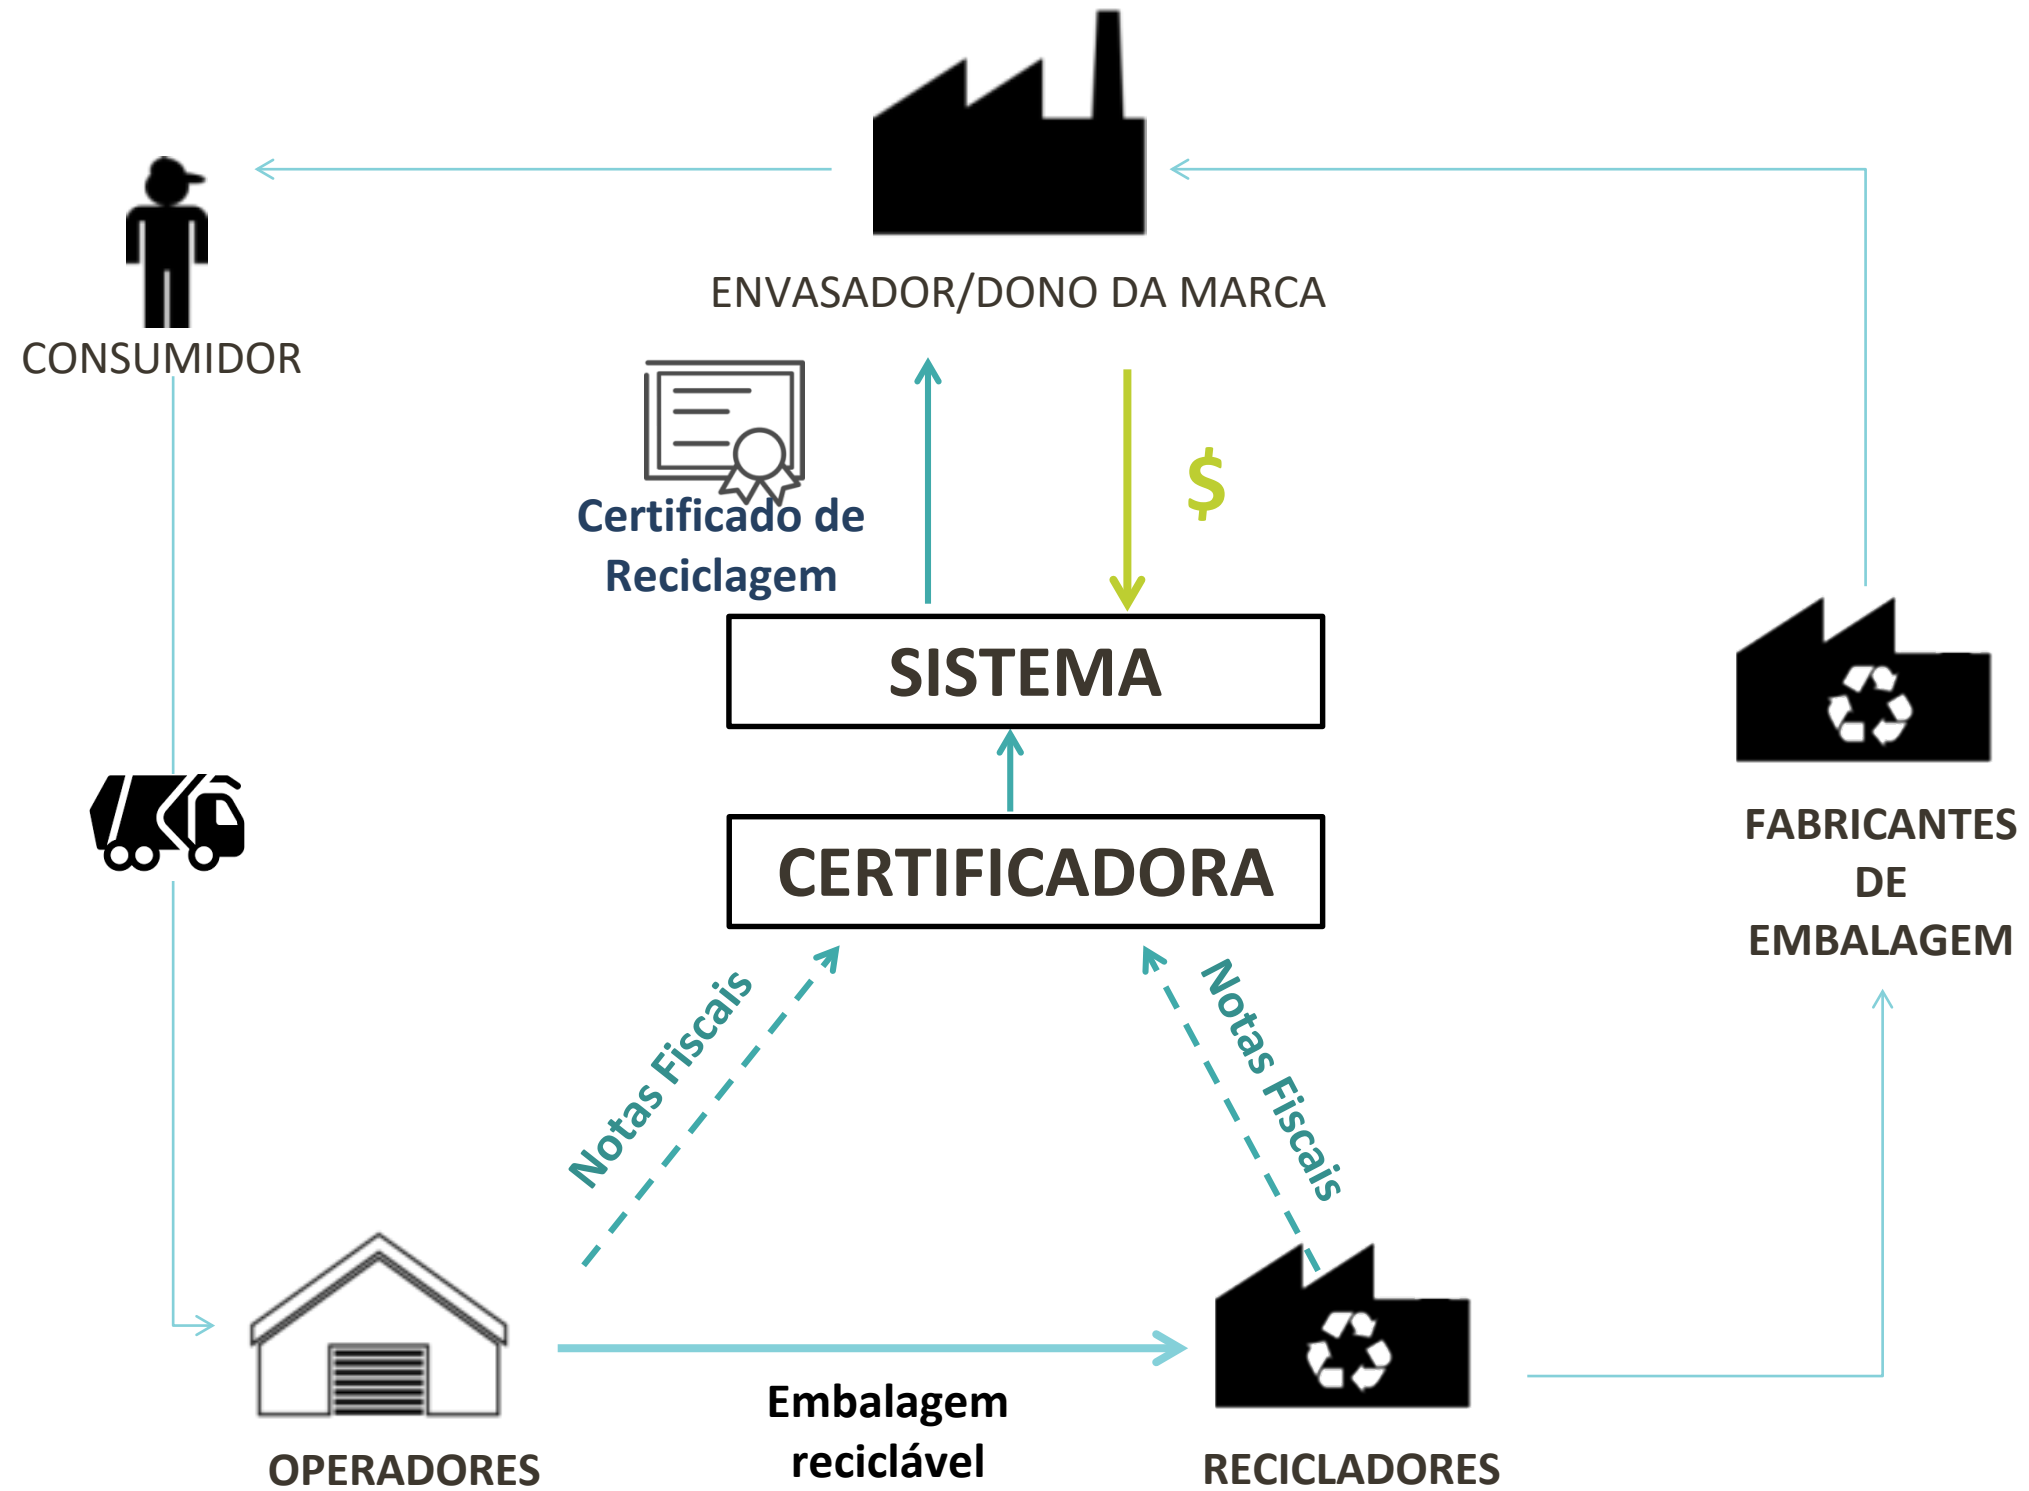 ENVASADOR/DONO DA MARCA
CONSUMIDOR
Certificado de
Reciclagem
$
SISTEMA
CERTIFICADORA
FABRICANTES
DE
EMBALAGEM
Notas Fiscais
Notas Fiscais
Embalagem
reciclável
OPERADORES
RECICLADORES